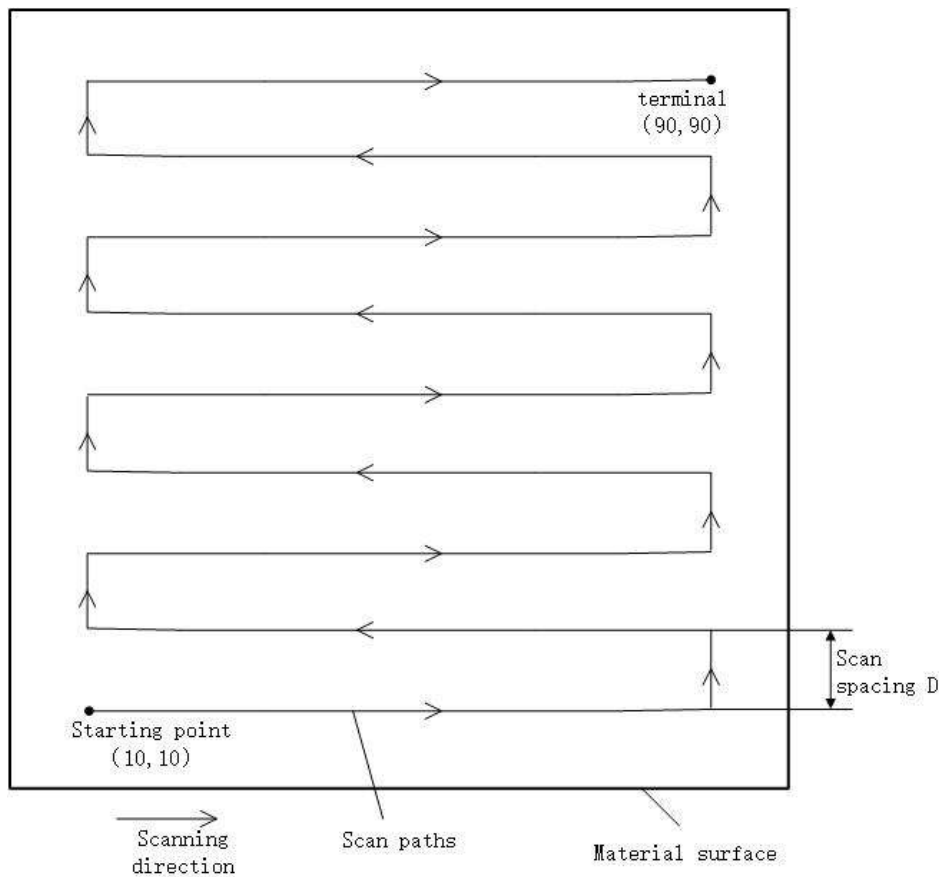 terminal
(90,90)
Scan
spacing D
Starting point
(10,10)
Scanning
direction
Scan paths
Material surface